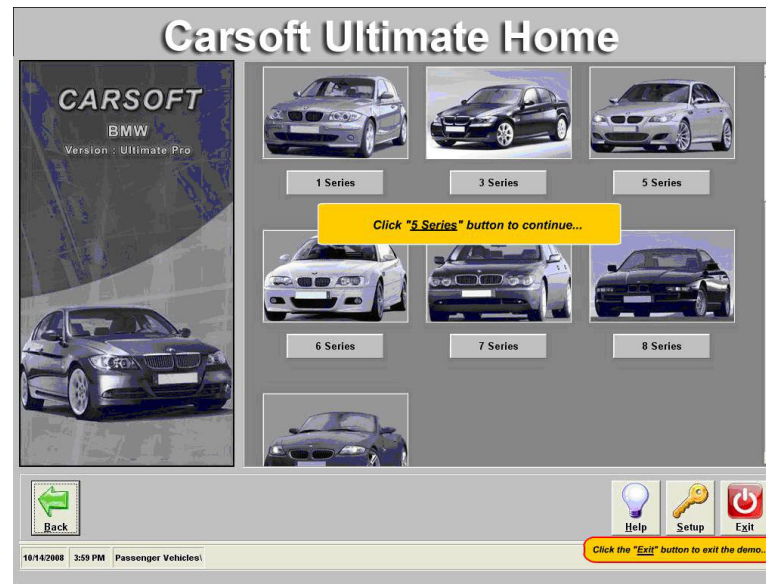 Carsoft Ultimate Home
CARSOFT
BMW
Version : Ultimate Pro
1 Series
3 Series
5 Series
Click "5 Series" button to continue...
6 Series
7 Series
8 Series
Back
Help
Setup
Exit
10/14/2008
3:59 PM
Passenger Vehicles\
Click the "Exit" button to exit the demo..